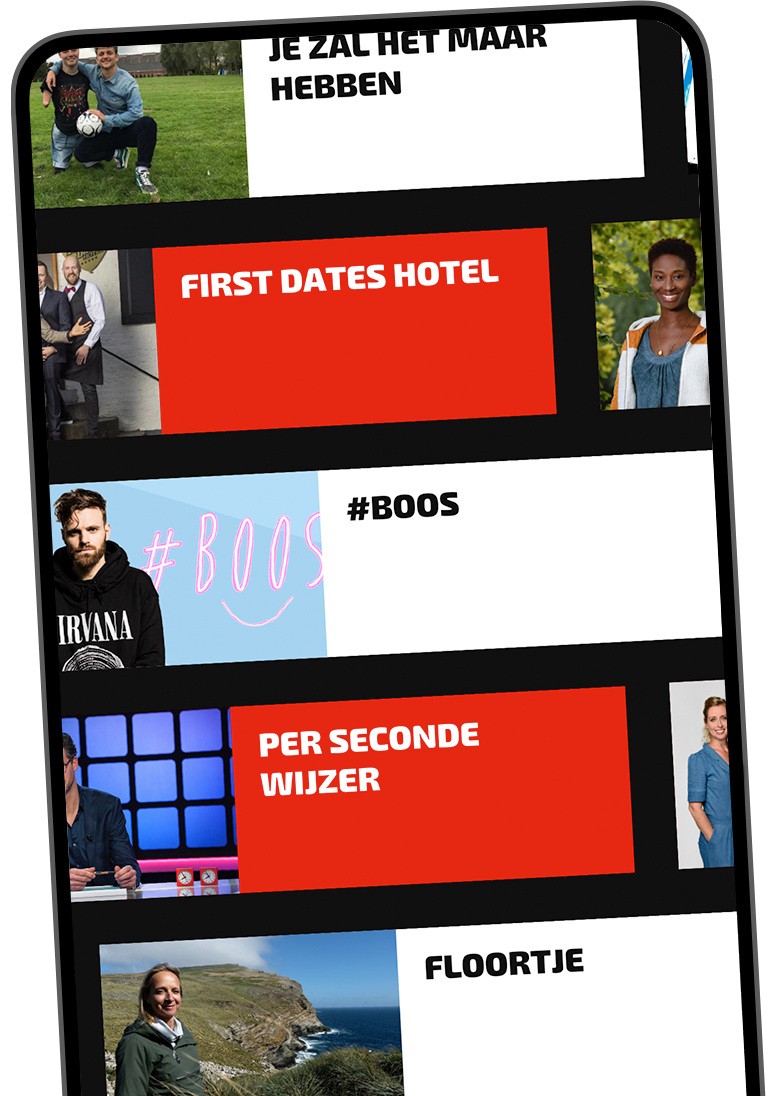 JE ZAL HET MAAR
HEBBEN
FIRST DATES HOTEL
#BOOS
#BOOS
IRVANA
PER SECONDE
WIJZER
FLOORTJE